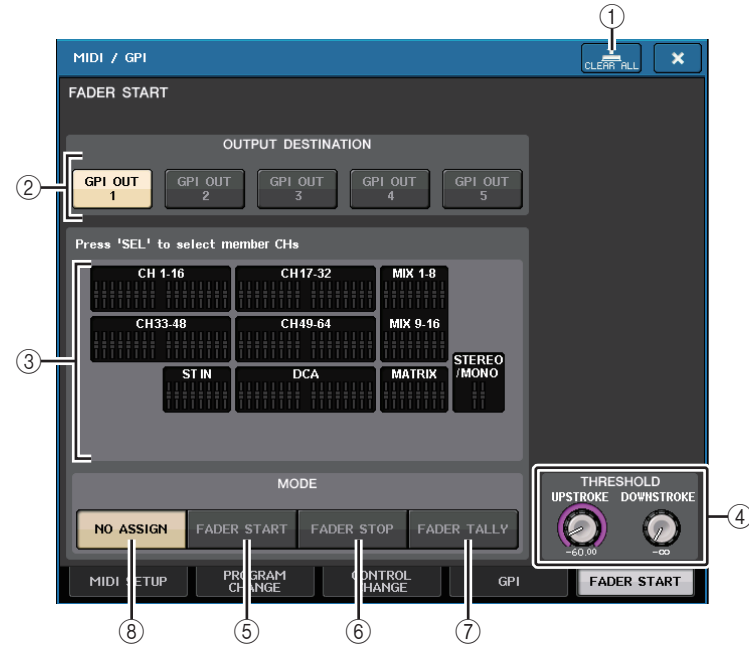 ①
MIDI / GPI
CLEAR ALL
×
FADER START
OUTPUT DESTINATION
②
GPI OUT 1
GPI OUT 2
GPI OUT 3
GPI OUT 4
GPI OUT 5
Press 'SEL' to select member CHs
③
CH 1-16
CH17-32
MIX 1-8
CH33-48
CH49-64
MIX 9-16
ST IN
DCA
MATRIX
STEREO
/MONO
MODE
NO ASSIGN
FADER START
FADER STOP
FADER TALLY
THRESHOLD
UPSTROKE DOWNSTROKE
-60.00
-∞
④
MIDI SETUP
PROGRAM
CHANGE
CONTROL
CHANGE
GPI
FADER START
⑧
⑤
⑥
⑦